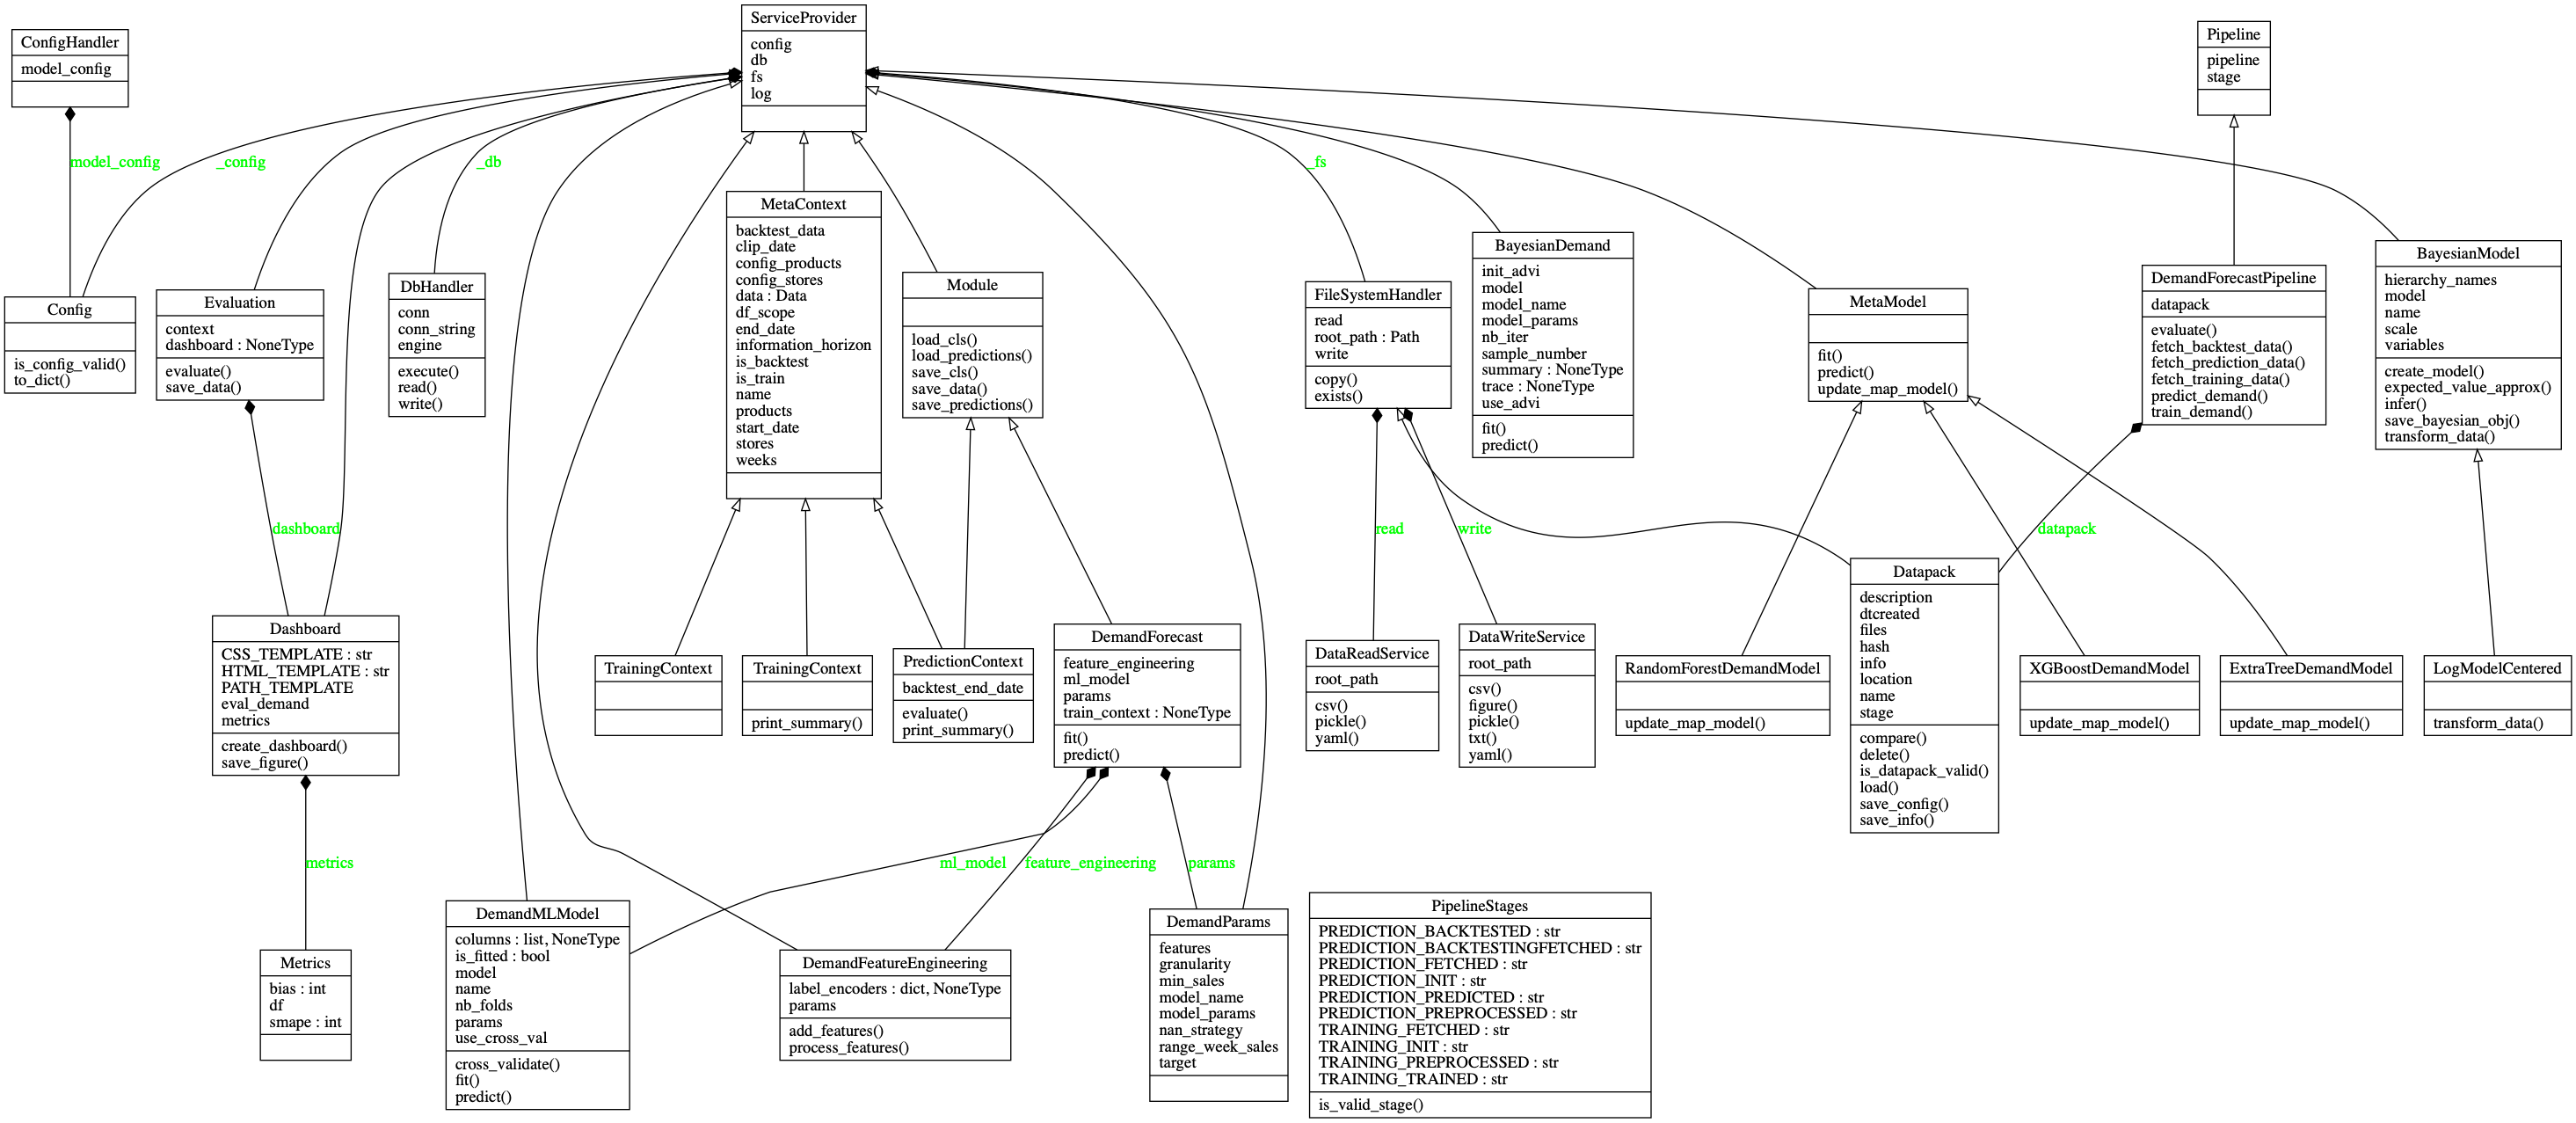 ServiceProvider
config
db
fs
log
ConfigHandler
model_config
Pipeline
pipeline
stage
model_config
_config
_db
_fs
MetaContext
backtest_data
clip_date
config_products
config_stores
data : Data
df_scope
end_date
information_horizon
is_backtest
is_train
name
products
start_date
stores
weeks
Config
is_config_valid()
to_dict()
Evaluation
context
dashboard : NoneType
evaluate()
save_data()
DbHandler
conn
conn_string
engine
execute()
read()
write()
Module
load_cls()
load_predictions()
save_cls()
save_data()
save_predictions()
FileSystemHandler
read
root_path : Path
write
copy()
exists()
BayesianDemand
init_advi
model
model_name
model_params
nb_iter
sample_number
summary : NoneType
trace : NoneType
use_advi
fit()
predict()
MetaModel
fit()
predict()
update_map_model()
DemandForecastPipeline
datapack
evaluate()
fetch_backtest_data()
fetch_prediction_data()
fetch_training_data()
predict_demand()
train_demand()
BayesianModel
hierarchy_names
model
name
scale
variables
create_model()
expected_value_approx()
infer()
save_bayesian_obj()
transform_data()
dashboard
read
write
datapack
Dashboard
CSS_TEMPLATE : str
HTML_TEMPLATE : str
PATH_TEMPLATE
eval_demand
metrics
create_dashboard()
save_figure()
TrainingContext
TrainingContext
print_summary()
PredictionContext
backtest_end_date
evaluate()
print_summary()
DemandForecast
feature_engineering
ml_model
params
train_context : NoneType
fit()
predict()
DataReadService
root_path
csv()
pickle()
yaml()
DataWriteService
root_path
csv()
figure()
pickle()
txt()
yaml()
RandomForestDemandModel
update_map_model()
Datapack
description
dtcreated
files
hash
info
location
name
stage
compare()
delete()
is_datapack_valid()
load()
save_config()
save_info()
XGBoostDemandModel
update_map_model()
ExtraTreeDemandModel
update_map_model()
LogModelCentered
transform_data()
metrics
ml_model
feature_engineering
params
Metrics
bias : int
df
smape : int
DemandMLModel
columns : list, NoneType
is_fitted : bool
model
name
nb_folds
params
use_cross_val
cross_validate()
fit()
predict()
DemandFeatureEngineering
label_encoders : dict, NoneType
params
add_features()
process_features()
DemandParams
features
granularity
min_sales
model_name
model_params
nan_strategy
range_week_sales
target
PipelineStages
PREDICTION_BACKTESTED : str
PREDICTION_BACKTESTINGFETCHED : str
PREDICTION_FETCHED : str
PREDICTION_INIT : str
PREDICTION_PREDICTED : str
PREDICTION_PREPROCESSED : str
TRAINING_FETCHED : str
TRAINING_INIT : str
TRAINING_PREPROCESSED : str
TRAINING_TRAINED : str
is_valid_stage()